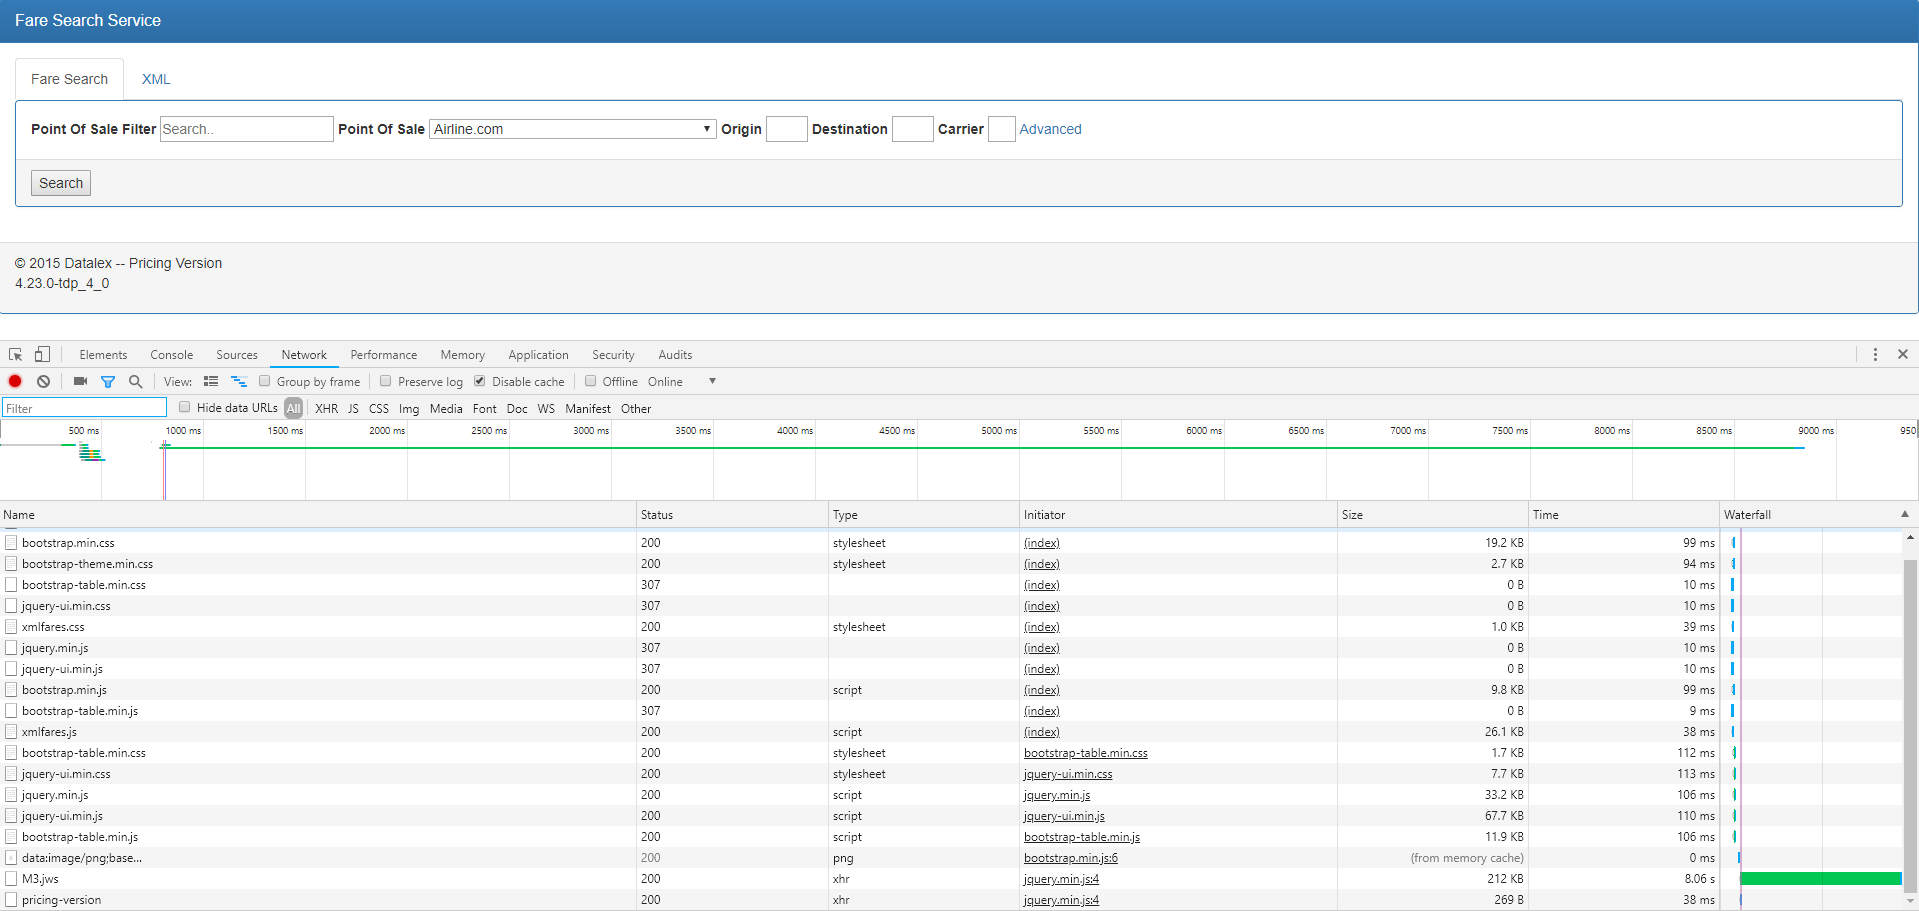 Fare Search Service
Fare Search XML
Point Of Sale Filter Search.. Point Of Sale Airline.com Origin Destination Carrier Advanced
Search
© 2015 Datalex -- Pricing Version
4.23.0-tdp_4_0
Elements Console Sources Network Performance Memory Application Security Audits
View: Group by frame Preserve log Disable cache Offline Online
Filter Hide data URLs All XHR JS CSS Img Media Font Doc WS Manifest Other
500 ms 1000 ms 1500 ms 2000 ms 2500 ms 3000 ms 3500 ms 4000 ms 4500 ms 5000 ms 5500 ms 6000 ms 6500 ms 7000 ms 7500 ms 8000 ms 8500 ms 9000 ms 950
Name Status Type Initiator Size Time Waterfall
bootstrap.min.css 200 stylesheet (index) 19.2 KB 99 ms
bootstrap-theme.min.css 200 stylesheet (index) 2.7 KB 94 ms
bootstrap-table.min.css 307 (index) 0 B 10 ms
jquery-ui.min.css 307 (index) 0 B 10 ms
xmlfares.css 200 stylesheet (index) 1.0 KB 39 ms
jquery.min.js 307 (index) 0 B 10 ms
jquery-ui.min.js 307 (index) 0 B 10 ms
bootstrap.min.js 200 script (index) 9.8 KB 99 ms
bootstrap-table.min.js 307 (index) 0 B 9 ms
xmlfares.js 200 script (index) 26.1 KB 38 ms
bootstrap-table.min.css 200 stylesheet bootstrap-table.min.css 1.7 KB 112 ms
jquery-ui.min.css 200 stylesheet jquery-ui.min.css 7.7 KB 113 ms
jquery.min.js 200 script jquery.min.js 33.2 KB 106 ms
jquery-ui.min.js 200 script jquery-ui.min.js 67.7 KB 110 ms
bootstrap-table.min.js 200 script bootstrap-table.min.js 11.9 KB 106 ms
data:image/png;base... 200 png bootstrap.min.js:6 (from memory cache) 0 ms
M3.jws 200 xhr jquery.min.js:4 212 KB 8.06 s
pricing-version 200 xhr jquery.min.js:4 269 B 38 ms